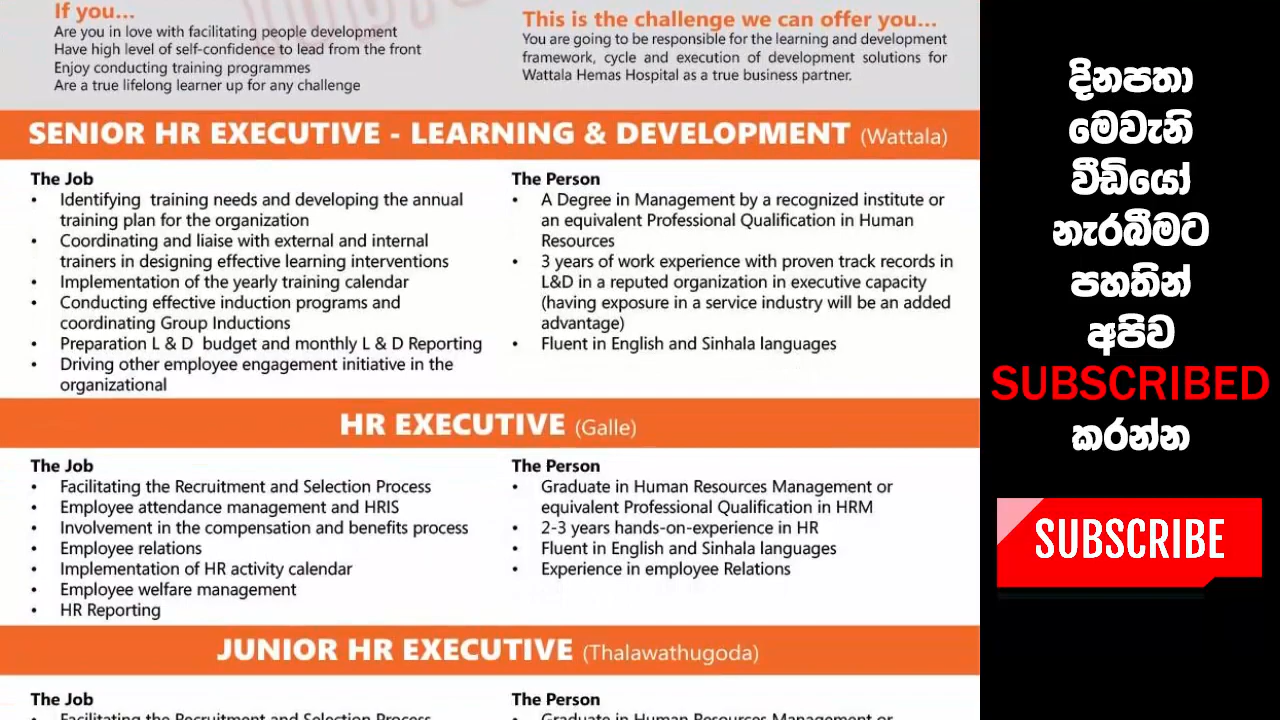 If you...
Are you in love with facilitating people development
Have high level of self-confidence to lead from the front
Enjoy conducting training programmes
Are a true lifelong learner up for any challenge
This is the challenge we can offer you...
You are going to be responsible for the learning and development
framework, cycle and execution of development solutions for
Wattala Hemas Hospital as a true business partner.
SENIOR HR EXECUTIVE - LEARNING & DEVELOPMENT (Wattala)
The Job
• Identifying training needs and developing the annual
training plan for the organization
• Coordinating and liaise with external and internal
trainers in designing effective learning interventions
• Implementation of the yearly training calendar
• Conducting effective induction programs and
coordinating Group Inductions
• Preparation L & D budget and monthly L & D Reporting
• Driving other employee engagement initiative in the
organizational
The Person
• A Degree in Management by a recognized institute or
an equivalent Professional Qualification in Human
Resources
• 3 years of work experience with proven track records in
L&D in a reputed organization in executive capacity
(having exposure in a service industry will be an added
advantage)
• Fluent in English and Sinhala languages
HR EXECUTIVE (Galle)
The Job
• Facilitating the Recruitment and Selection Process
• Employee attendance management and HRIS
• Involvement in the compensation and benefits process
• Employee relations
• Implementation of HR activity calendar
• Employee welfare management
• HR Reporting
The Person
• Graduate in Human Resources Management or
equivalent Professional Qualification in HRM
• 2-3 years hands-on-experience in HR
• Fluent in English and Sinhala languages
• Experience in employee Relations
JUNIOR HR EXECUTIVE (Thalawathugoda)
The Job
• Facilitating the Recruitment and Selection Process
The Person
• Graduate in Human Resources Management or
දිනපතා
මෙවැනි
වීඩියෝ
නැරබීමට
පහතින්
අපිව
SUBSCRIBED
කරන්න
SUBSCRIBE